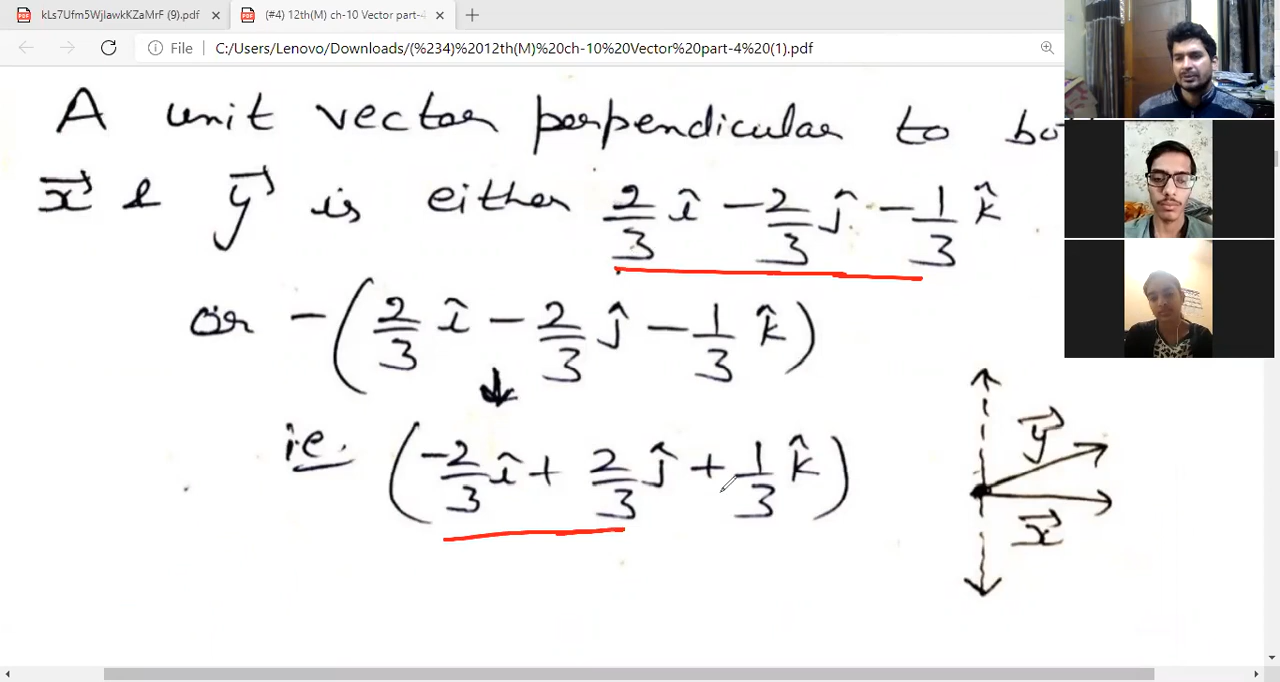 kLs7Ufm5WjlawkKZaMrF (9).pdf
(#4) 12th(M) ch-10 Vector part-4
File C:/Users/Lenovo/Downloads/(%234)%2012th(M)%20ch-10%20Vector%20part-4%20(1).pdf
A unit vector perpendicular to bo
x⃗ & y⃗ is either 2/3 î - 2/3 ĵ - 1/3 k̂
or - (2/3 î - 2/3 ĵ - 1/3 k̂)
i.e. (-2/3 î + 2/3 ĵ + 1/3 k̂)
y⃗
x⃗